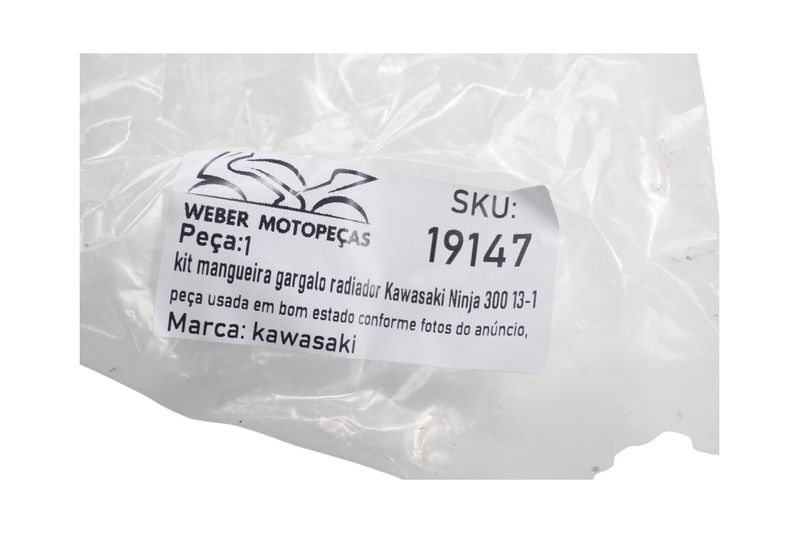 WEBER MOTOPEÇAS
SKU:
19147
Peça:1
kit mangueira gargalo radiador Kawasaki Ninja 300 13-1
peça usada em bom estado conforme fotos do anúncio,
Marca: kawasaki